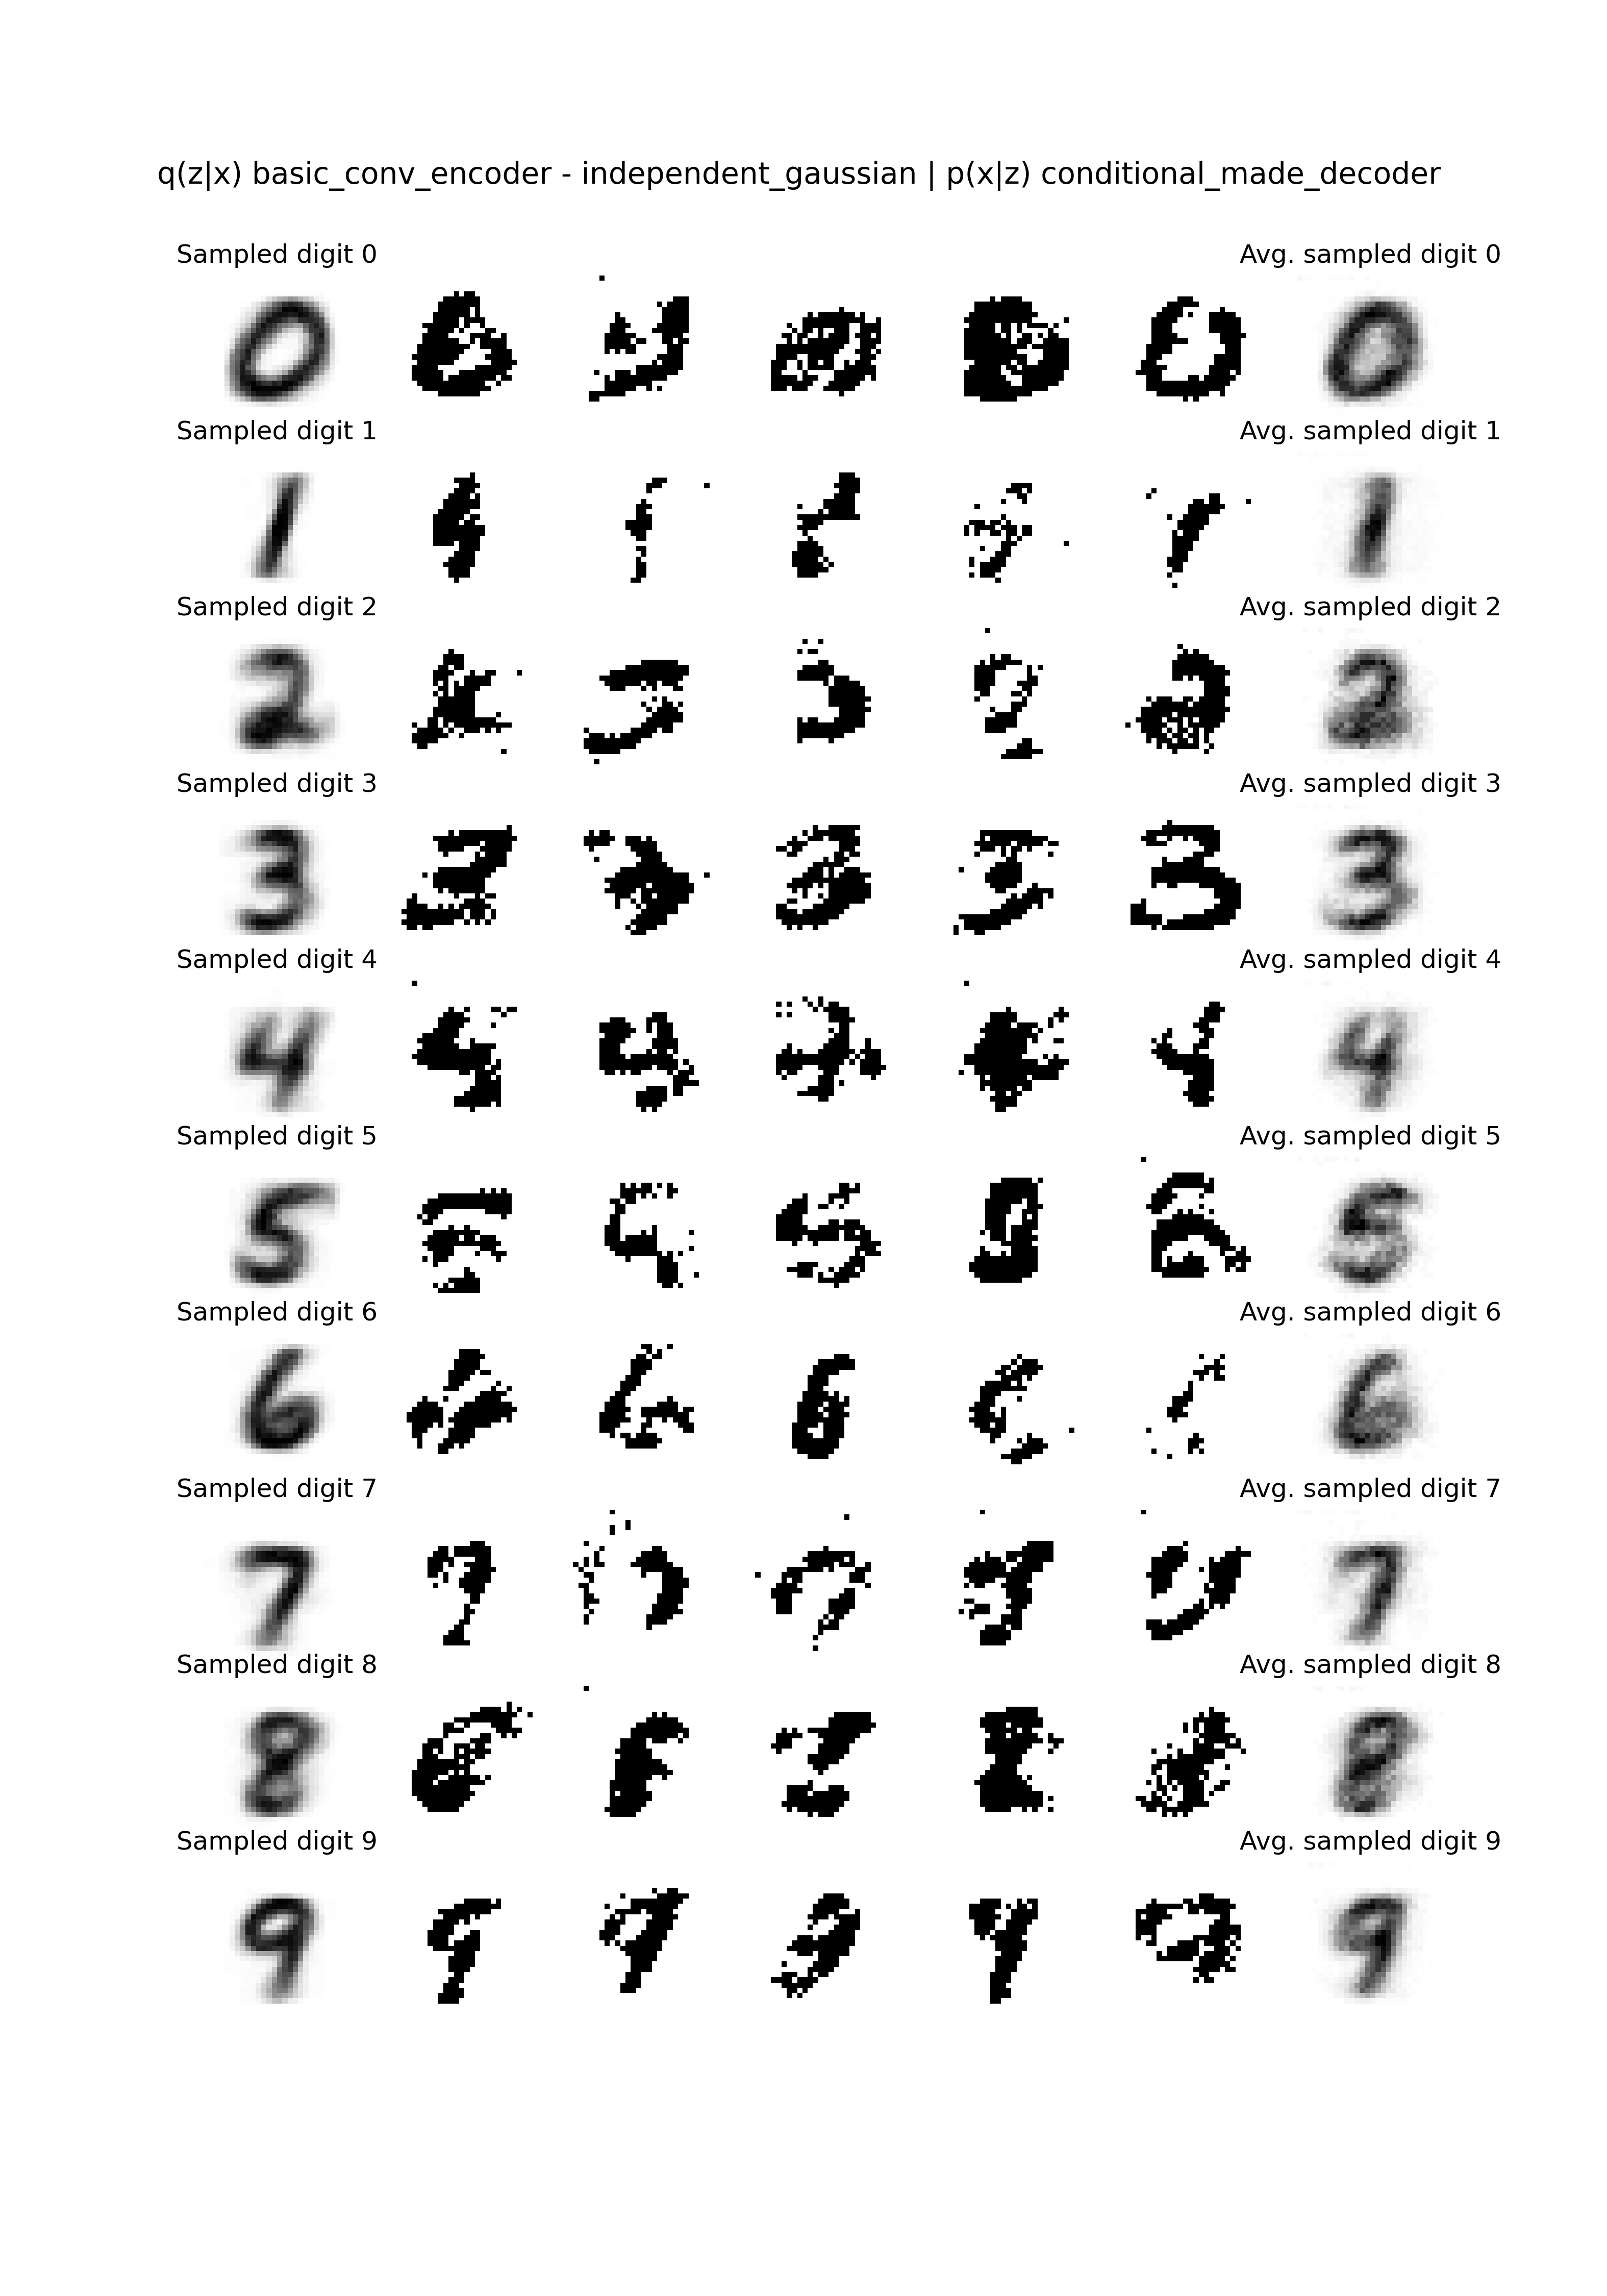 q(z|x) basic_conv_encoder - independent_gaussian | p(x|z) conditional_made_decoder
Sampled digit 0 Avg. sampled digit 0
Sampled digit 1 Avg. sampled digit 1
Sampled digit 2 Avg. sampled digit 2
Sampled digit 3 Avg. sampled digit 3
Sampled digit 4 Avg. sampled digit 4
Sampled digit 5 Avg. sampled digit 5
Sampled digit 6 Avg. sampled digit 6
Sampled digit 7 Avg. sampled digit 7
Sampled digit 8 Avg. sampled digit 8
Sampled digit 9 Avg. sampled digit 9